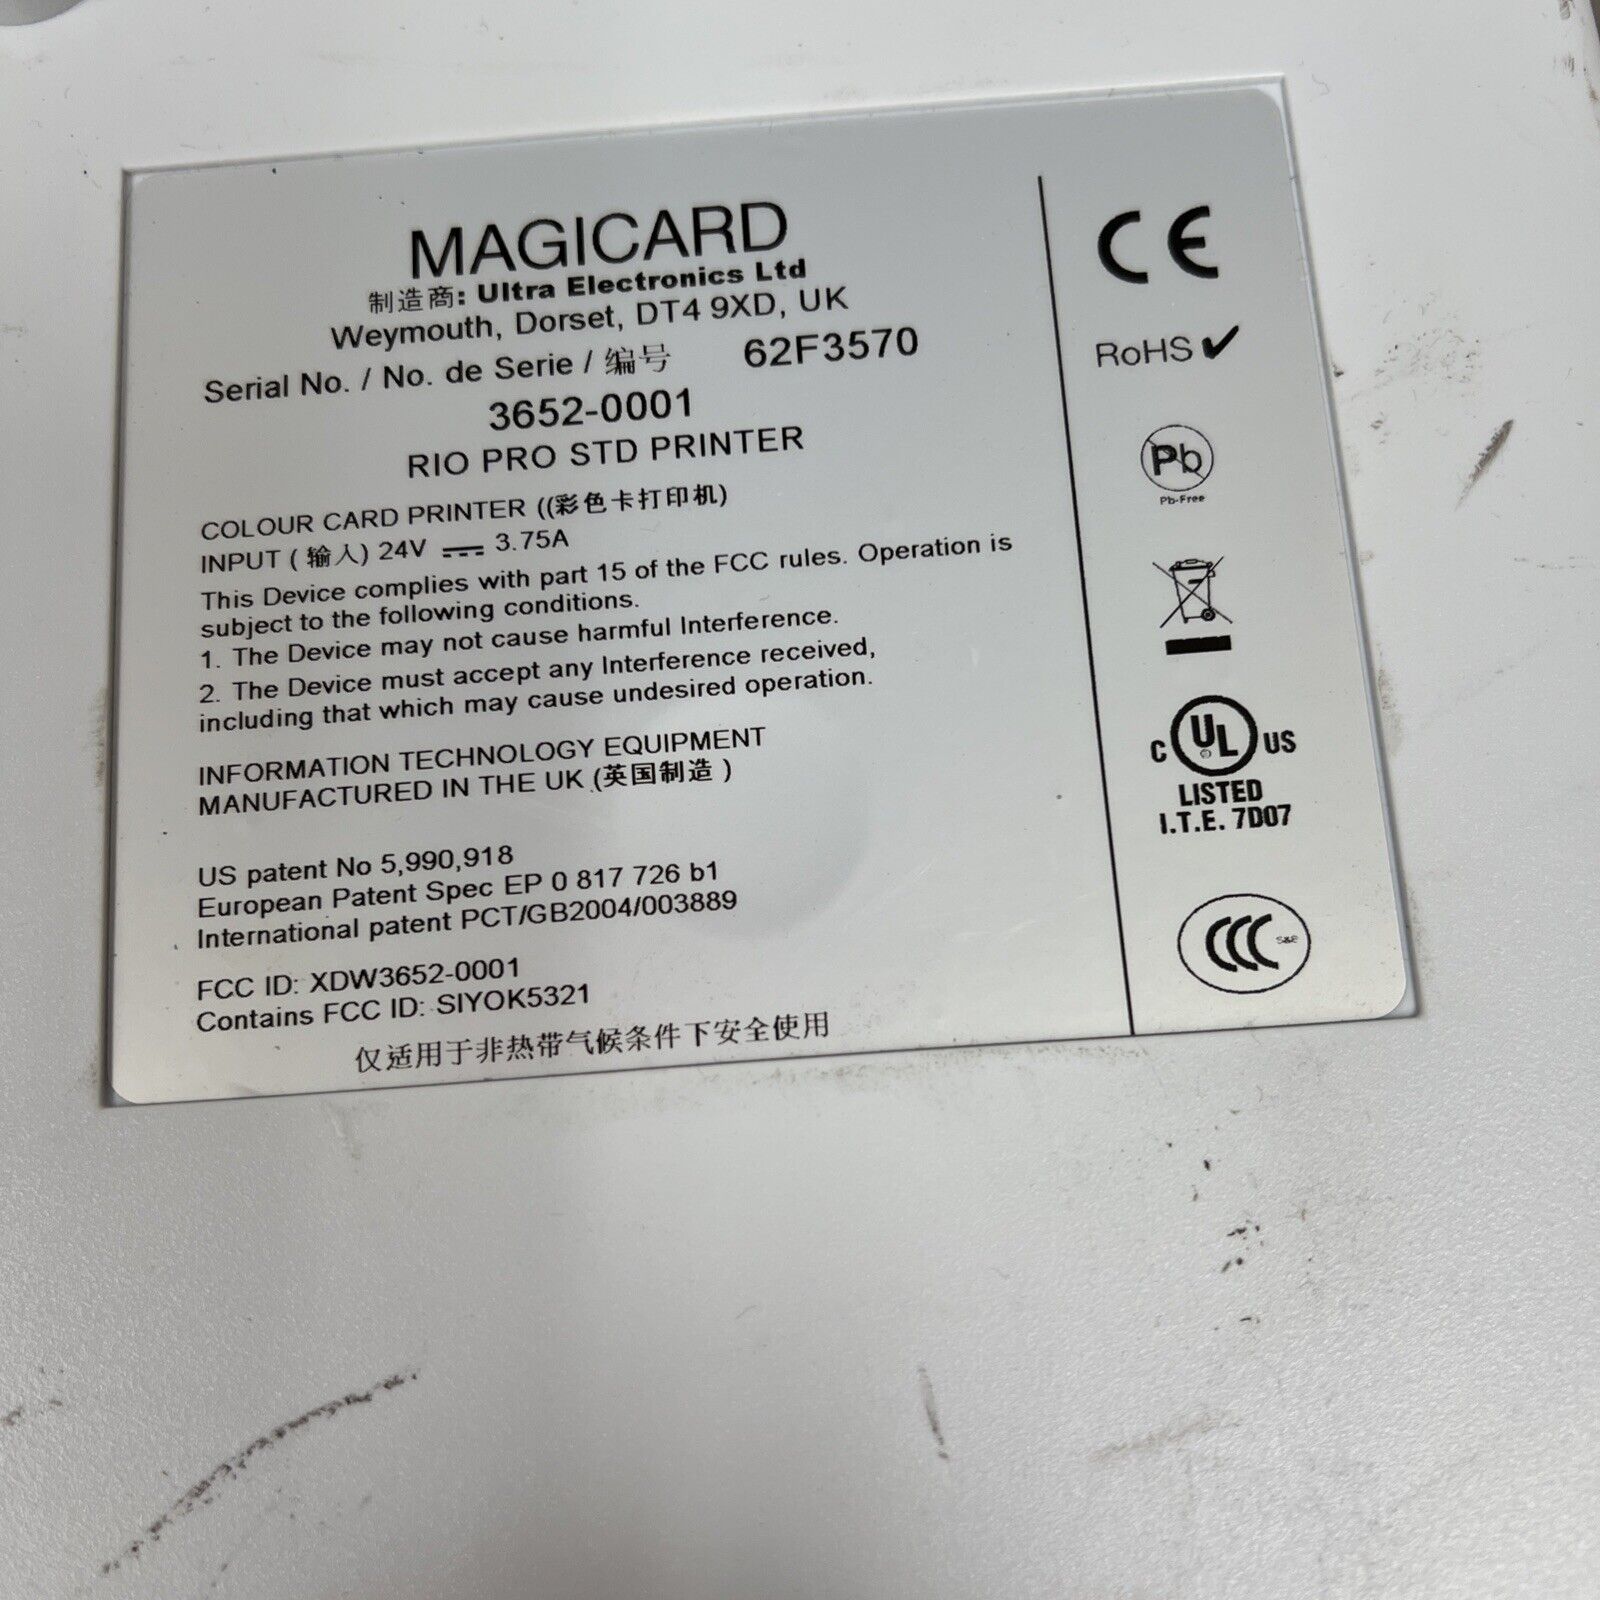 MAGICARD
制造商: Ultra Electronics Ltd
Weymouth, Dorset, DT4 9XD, UK
Serial No. / No. de Serie / 编号 62F3570
3652-0001
RIO PRO STD PRINTER
COLOUR CARD PRINTER ((彩色卡打印机)
INPUT ( 输入) 24V 3.75A
This Device complies with part 15 of the FCC rules. Operation is
subject to the following conditions.
1. The Device may not cause harmful Interference.
2. The Device must accept any Interference received,
including that which may cause undesired operation.
INFORMATION TECHNOLOGY EQUIPMENT
MANUFACTURED IN THE UK (英国制造 )
US patent No 5,990,918
European Patent Spec EP 0 817 726 b1
International patent PCT/GB2004/003889
FCC ID: XDW3652-0001
Contains FCC ID: SIYOK5321
仅适用于非热带气候条件下安全使用
CE
RoHS ✓
Pb
Pb-Free
C UL US
LISTED
I.T.E. 7D07
CCC S&E